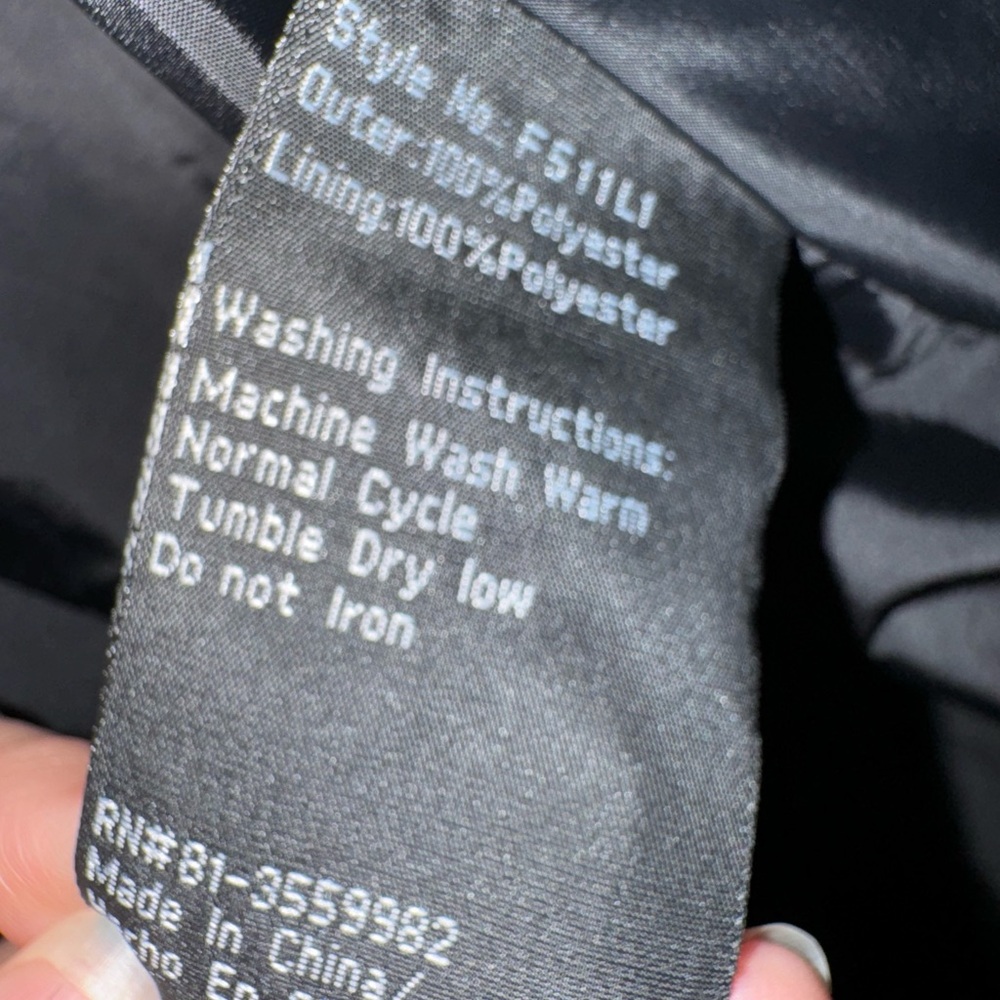 Style No. F511L1
Outer:100%Polyester
Lining:100%Polyester
Washing Instructions:
Machine Wash Warm
Normal Cycle
Tumble Dry low
Do not Iron
RN#81-3559982
Made In China/
En